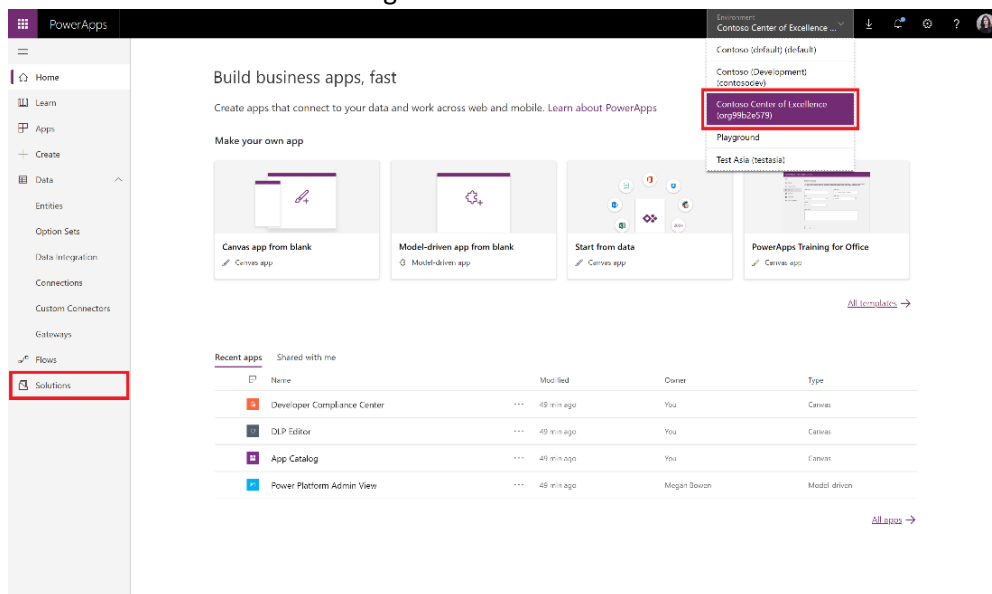 PowerApps
Environment
Contoso Center of Excellence ...
?
Contoso (default) (default)
Contoso (Development)
(contosodev)
Contoso Center of Excellence
(org99b2e579)
Playground
Test Asia (testasia)
Home
Learn
Apps
Create
Data
Entities
Option Sets
Data Integration
Connections
Custom Connectors
Gateways
Flows
Solutions
Build business apps, fast
Create apps that connect to your data and work across web and mobile. Learn about PowerApps
Make your own app
Canvas app from blank
Canvas app
Model-driven app from blank
Model-driven app
Start from data
Canvas app
PowerApps Training for Office
Canvas app
All templates →
Recent apps Shared with me
Name Modified Owner Type
Developer Compliance Center ... 49 min ago You Canvas
DLP Editor ... 49 min ago You Canvas
App Catalog ... 49 min ago You Canvas
Power Platform Admin View ... 49 min ago Megan Bowen Model-driven
All apps →